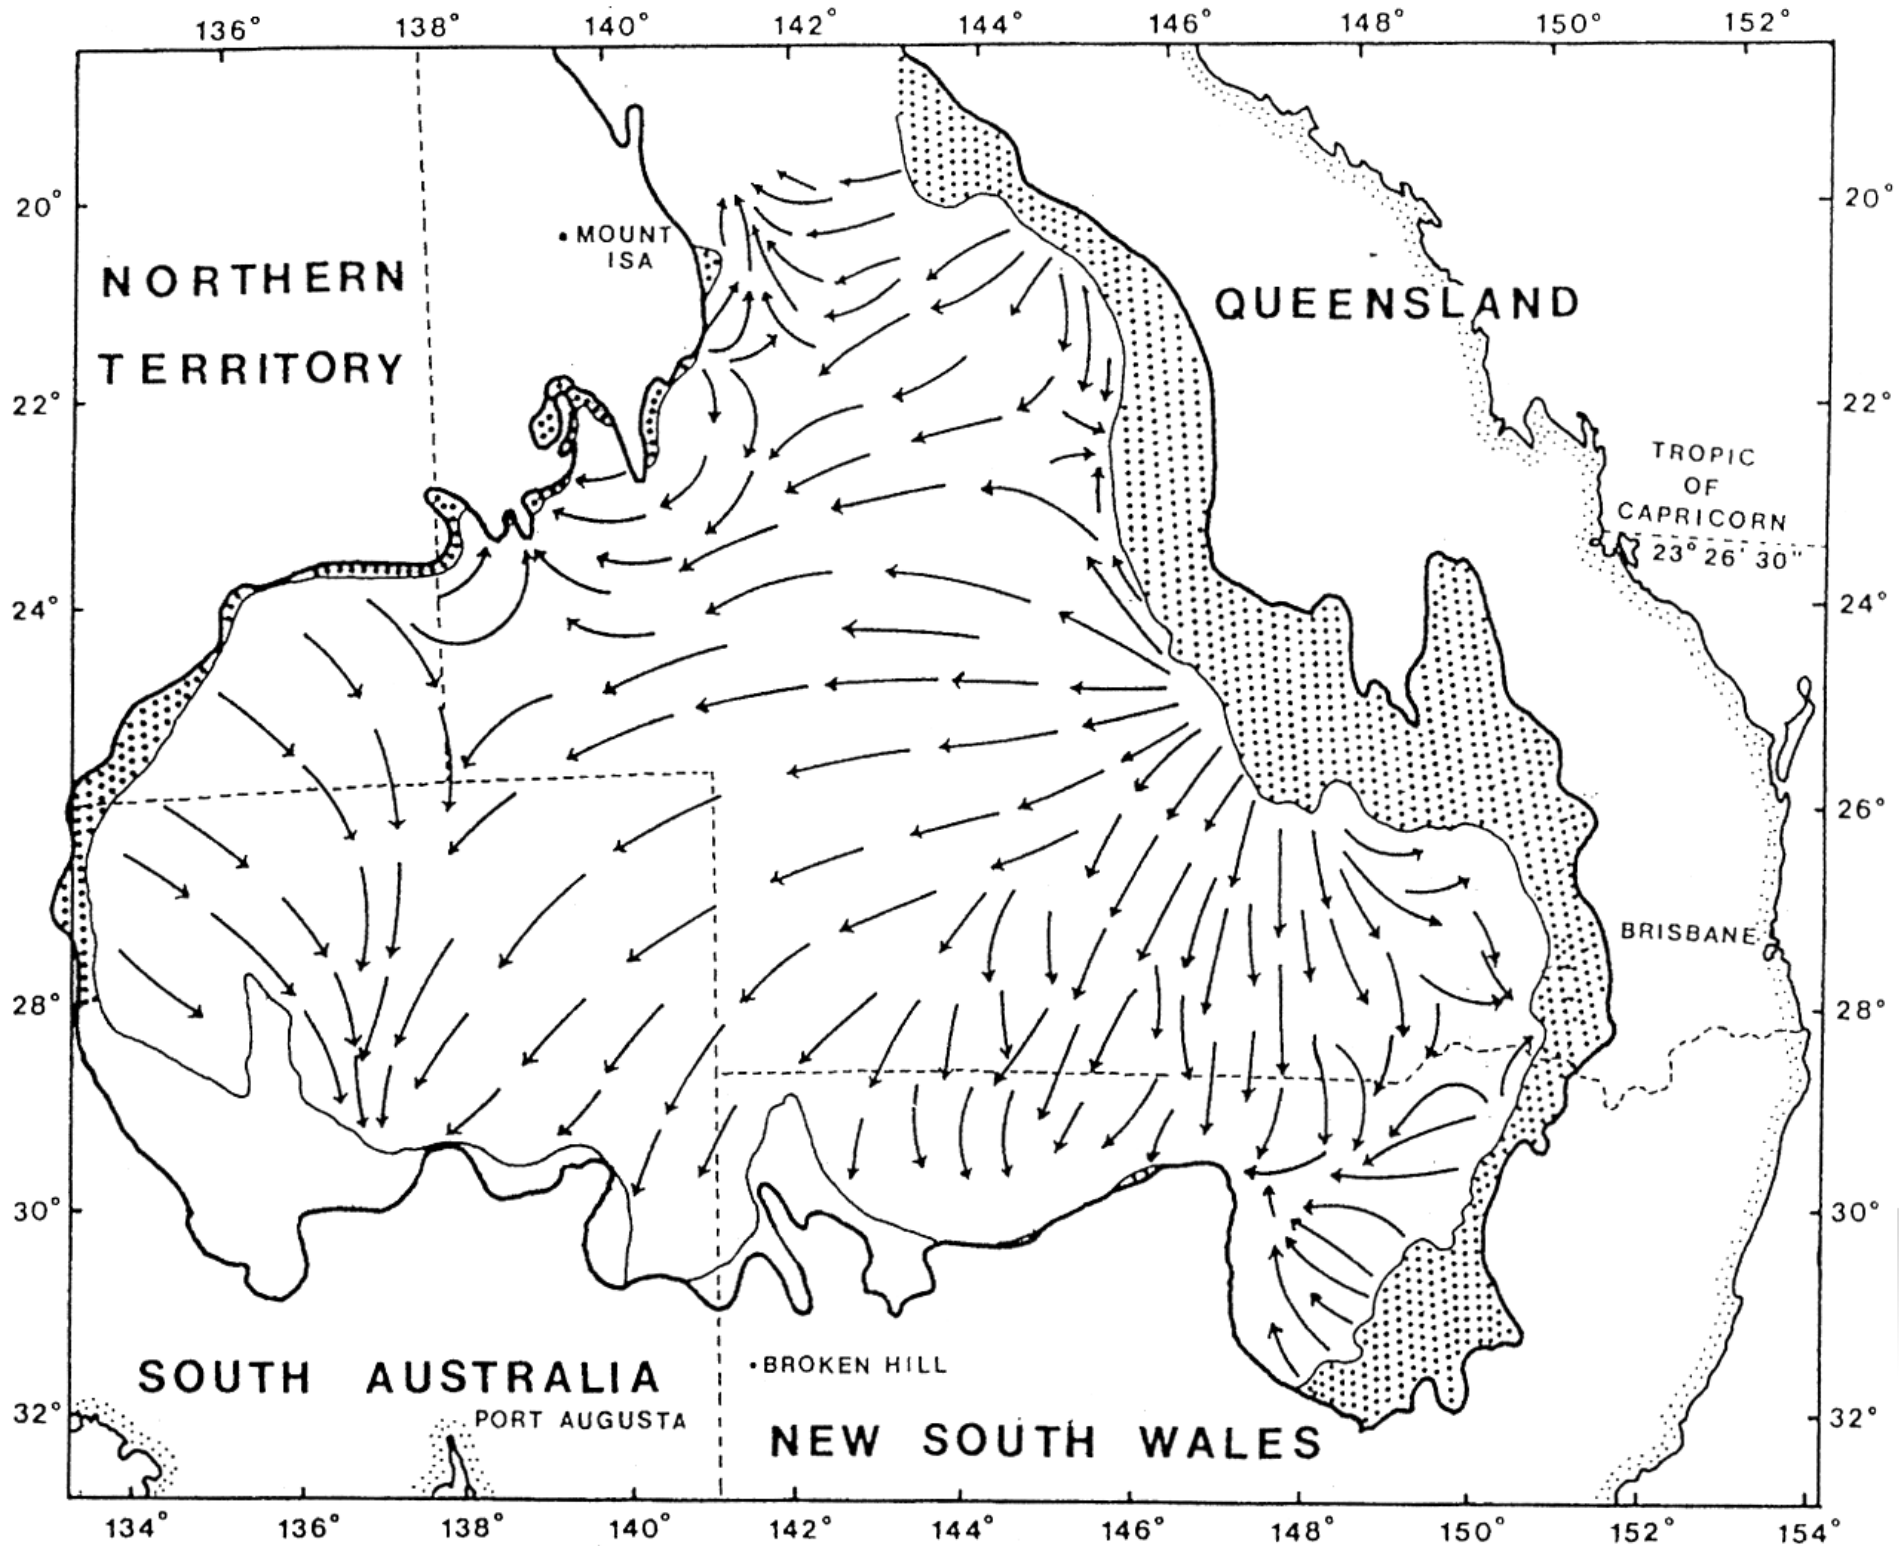 136° 138° 140° 142° 144° 146° 148° 150° 152°
20° 20°
MOUNT
ISA
NORTHERN
TERRITORY
QUEENSLAND
22° 22°
TROPIC
OF
CAPRICORN
23° 26' 30"
24° 24°
26° 26°
BRISBANE
28° 28°
30° 30°
BROKEN HILL
SOUTH AUSTRALIA
PORT AUGUSTA
32° 32°
NEW SOUTH WALES
134° 136° 138° 140° 142° 144° 146° 148° 150° 152° 154°